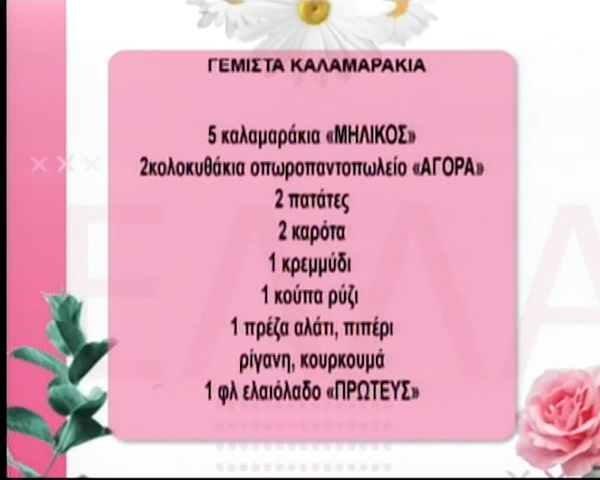 ΓΕΜΙΣΤΑ ΚΑΛΑΜΑΡΑΚΙΑ
5 καλαμαράκια «ΜΗΛΙΚΟΣ»
2κολοκυθάκια οπωροπαντοπωλείο «ΑΓΟΡΑ»
2 πατάτες
2 καρότα
1 κρεμμύδι
1 κούπα ρύζι
1 πρέζα αλάτι, πιπέρι
ρίγανη, κουρκουμά
1 φλ ελαιόλαδο «ΠΡΩΤΕΥΣ»
ΕΛΛΑ